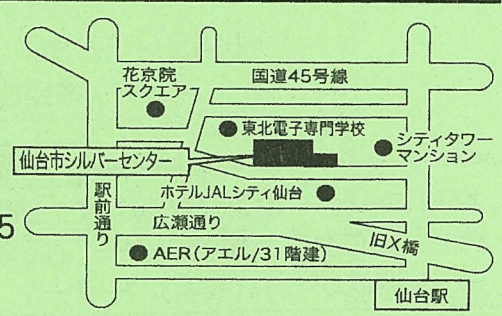 花京院
スクエア
国道45号線
東北電子専門学校
シティタワー
マンション
仙台市シルバーセンター
ホテルJALシティ仙台
駅前通り
5
広瀬通り
旧X橋
AER(アエル/31階建)
仙台駅